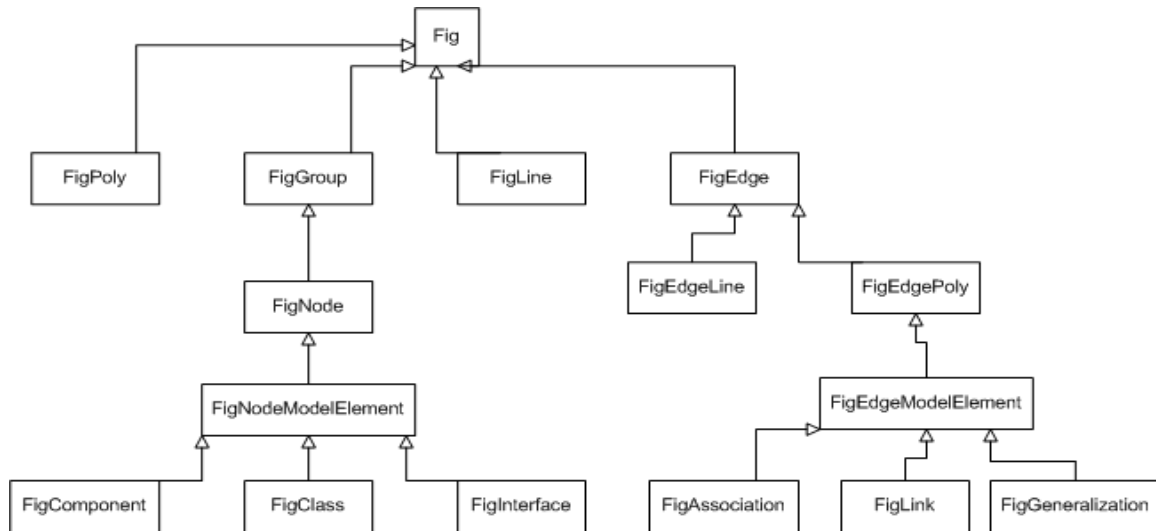 Fig
FigPoly
FigGroup
FigLine
FigEdge
FigEdgeLine
FigEdgePoly
FigNode
FigNodeModelElement
FigEdgeModelElement
FigComponent
FigClass
FigInterface
FigAssociation
FigLink
FigGeneralization